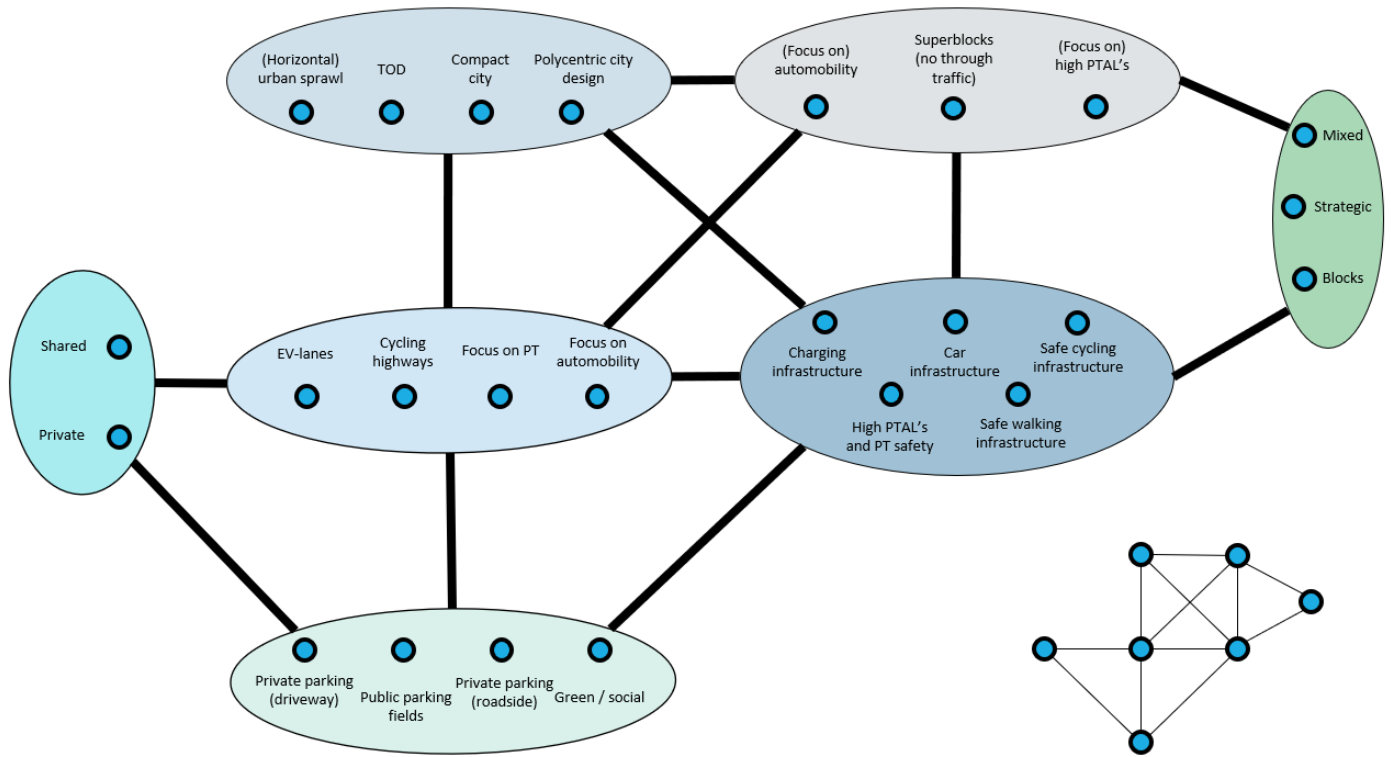 (Horizontal)
urban sprawl
TOD
Compact
city
Polycentric city
design
(Focus on)
automobility
Superblocks
(no through
traffic)
(Focus on)
high PTAL's
Mixed
Strategic
Blocks
Shared
Private
EV-lanes
Cycling
highways
Focus on PT
Focus on
automobility
Charging
infrastructure
Car
infrastructure
Safe cycling
infrastructure
High PTAL's
and PT safety
Safe walking
infrastructure
Private parking
(driveway)
Public parking
fields
Private parking
(roadside)
Green / social